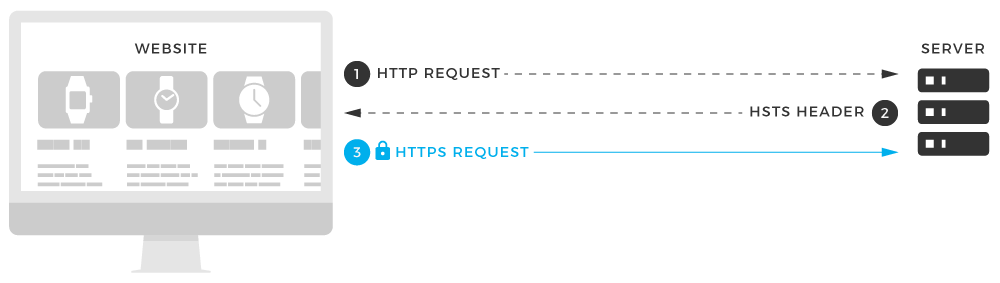 WEBSITE
SERVER
1 HTTP REQUEST
HSTS HEADER 2
3 HTTPS REQUEST